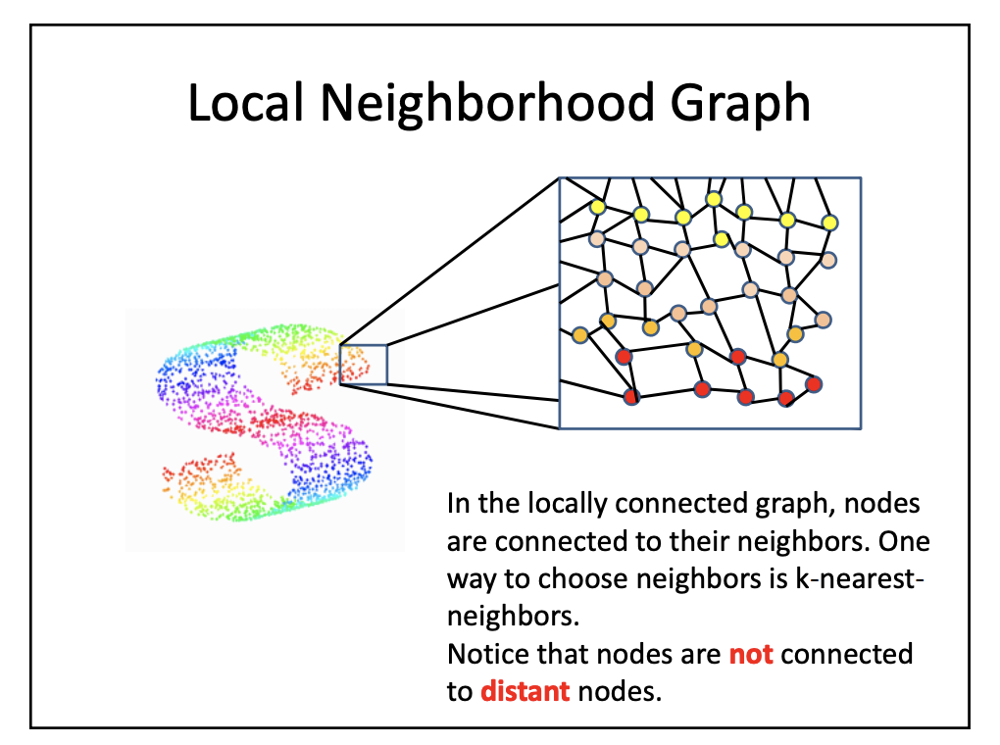 Local Neighborhood Graph
In the locally connected graph, nodes
are connected to their neighbors. One
way to choose neighbors is k-nearest-
neighbors.
Notice that nodes are not connected
to distant nodes.